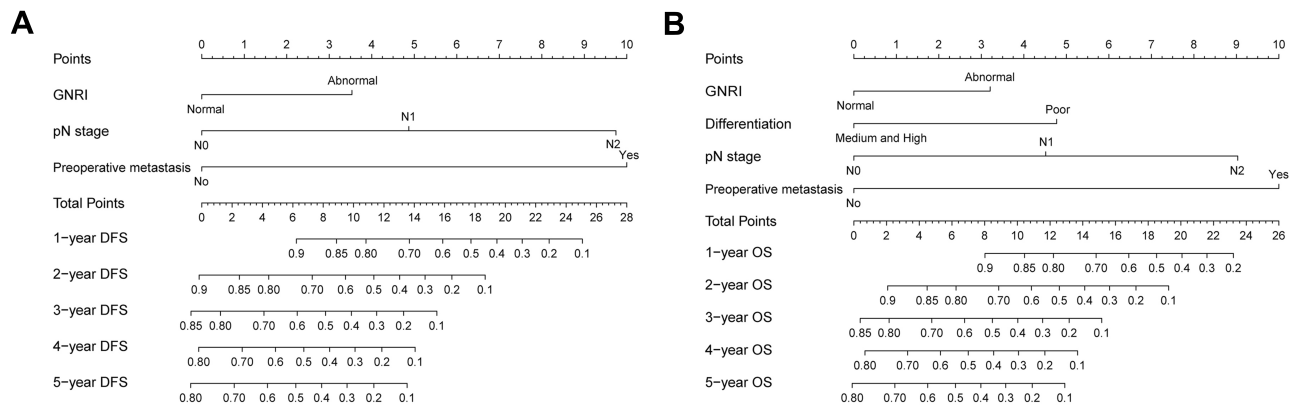 A
0 1 2 3 4 5 6 7 8 9 10
Points
Abnormal
GNRI
Normal
N1
pN stage
N0 N2
Yes
Preoperative metastasis
No
Total Points
0 2 4 6 8 10 12 14 16 18 20 22 24 26 28
1−year DFS
0.9 0.85 0.80 0.70 0.6 0.5 0.4 0.3 0.2 0.1
2−year DFS
0.9 0.85 0.80 0.70 0.6 0.5 0.4 0.3 0.2 0.1
3−year DFS
0.85 0.80 0.70 0.6 0.5 0.4 0.3 0.2 0.1
4−year DFS
0.80 0.70 0.6 0.5 0.4 0.3 0.2 0.1
5−year DFS
0.80 0.70 0.6 0.5 0.4 0.3 0.2 0.1
B
0 1 2 3 4 5 6 7 8 9 10
Points
Abnormal
GNRI
Normal
Poor
Differentiation
Medium and High
N1
pN stage
N0 N2
Yes
Preoperative metastasis
No
Total Points
0 2 4 6 8 10 12 14 16 18 20 22 24 26
1−year OS
0.9 0.85 0.80 0.70 0.6 0.5 0.4 0.3 0.2
2−year OS
0.9 0.85 0.80 0.70 0.6 0.5 0.4 0.3 0.2 0.1
3−year OS
0.85 0.80 0.70 0.6 0.5 0.4 0.3 0.2 0.1
4−year OS
0.80 0.70 0.6 0.5 0.4 0.3 0.2 0.1
5−year OS
0.80 0.70 0.6 0.5 0.4 0.3 0.2 0.1